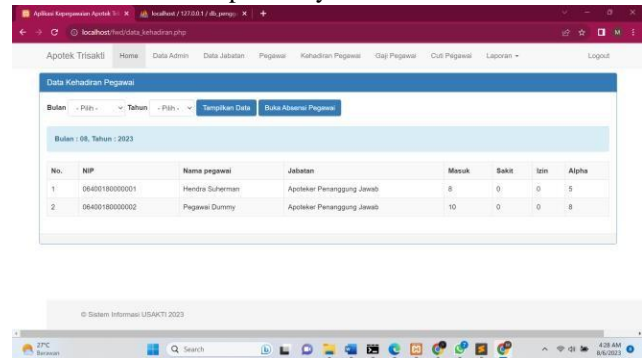 Aplikasi Kepegawaian Apotek Tri
localhost / 127.0.0.1 / db_pengg
localhost/fwd/data_kehadiran.php
Apotek Trisakti Home Data Admin Data Jabatan Pegawai Kehadiran Pegawai Gaji Pegawai Cuti Pegawai Laporan Logout
Data Kehadiran Pegawai
Bulan - Pilih - Tahun - Pilih - Tampilkan Data Buka Absensi Pegawai
Bulan : 08, Tahun : 2023
No. NIP Nama pegawai Jabatan Masuk Sakit Izin Alpha
1 06400180000001 Hendra Suherman Apoteker Penanggung Jawab 8 0 0 5
2 06400180000002 Pegawai Dummy Apoteker Penanggung Jawab 10 0 0 8
© Sistem Informasi USAKTI 2023
27°C
Berawan
Search
4:28 AM
8/6/2023